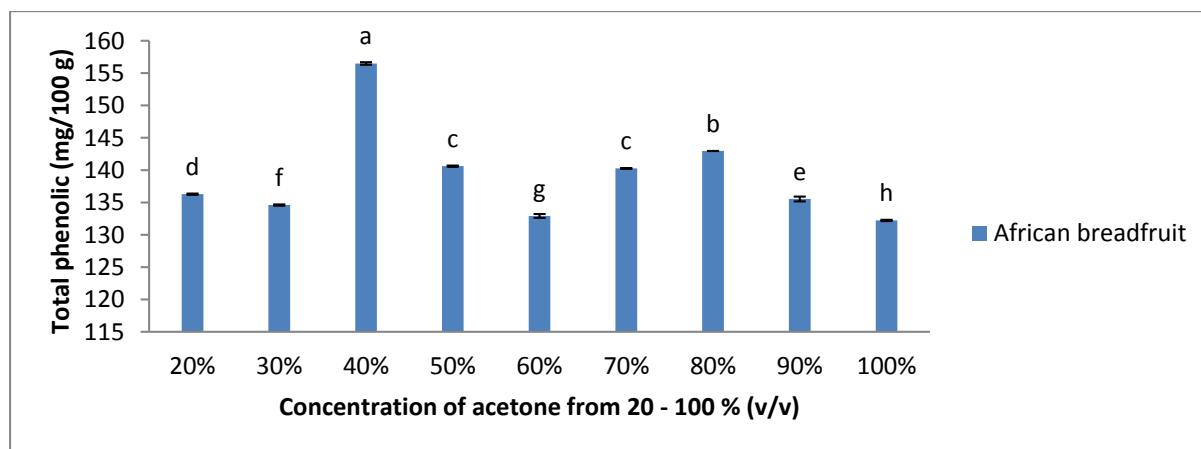 Total phenolic (mg/100 g)
160
155
150
145
140
135
130
125
120
115
a
b
c
c
d
e
f
g
h
20% 30% 40% 50% 60% 70% 80% 90% 100%
Concentration of acetone from 20 - 100 % (v/v)
African breadfruit